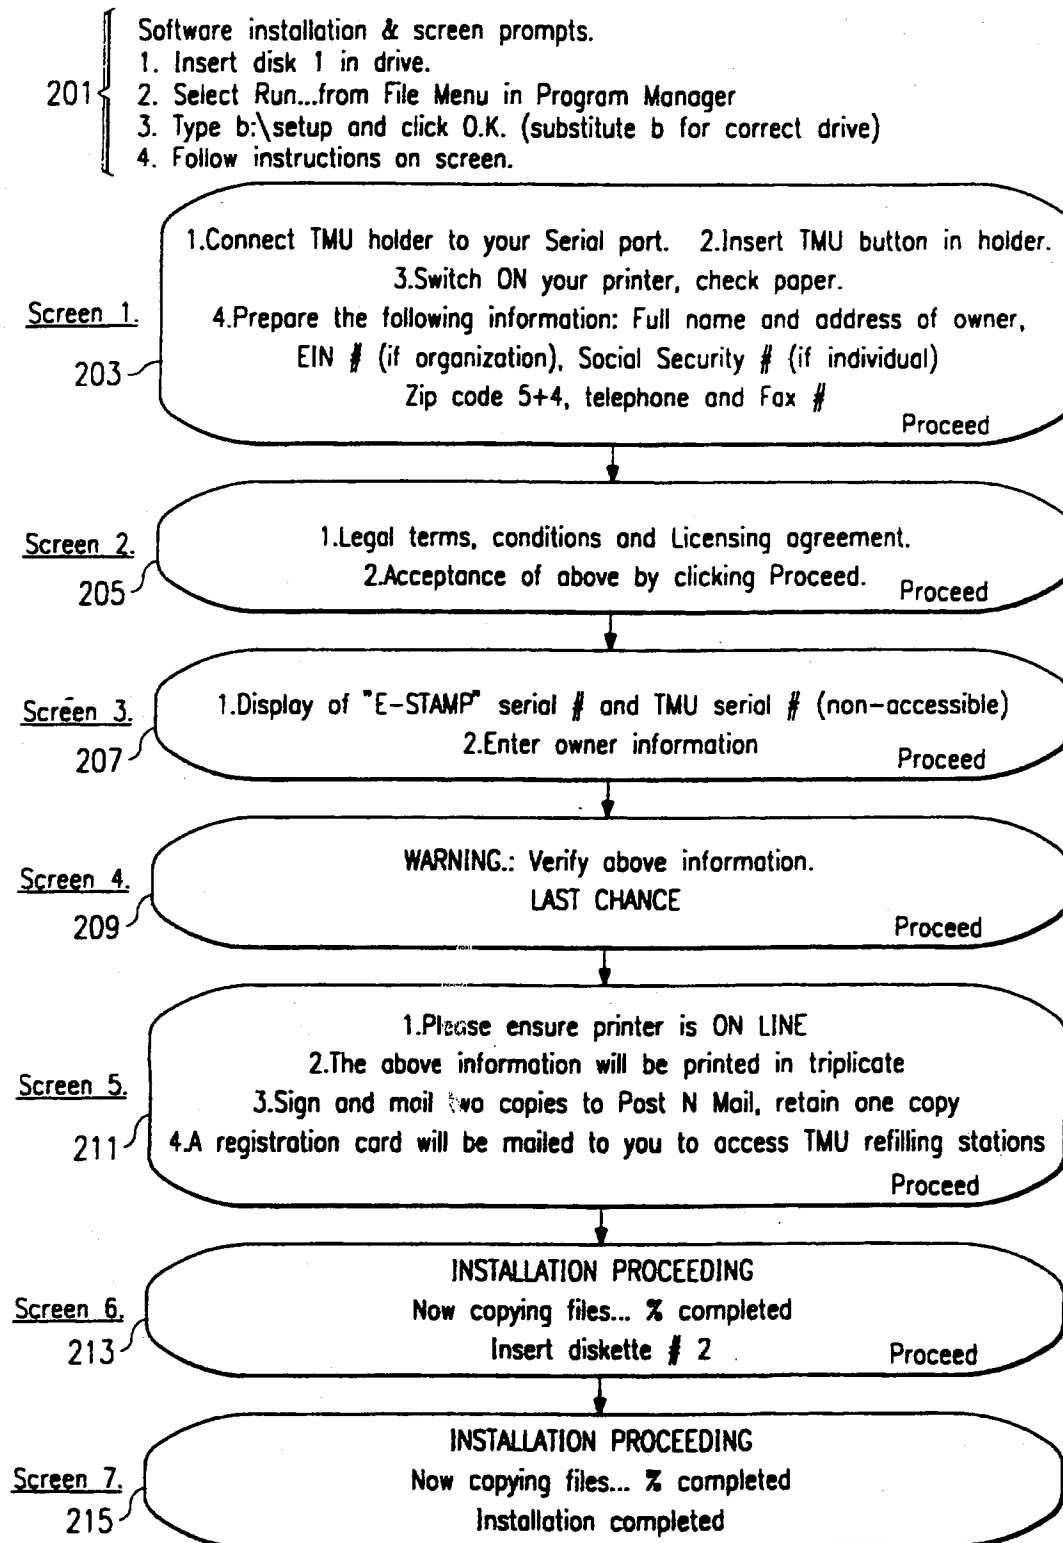 Software installation & screen prompts.
1. Insert disk 1 in drive.
201
2. Select Run...from File Menu in Program Manager
3. Type b:\setup and click O.K. (substitute b for correct drive)
4. Follow instructions on screen.
1.Connect TMU holder to your Serial port. 2.Insert TMU button in holder.
3.Switch ON your printer, check paper.
Screen 1.
4.Prepare the following information: Full name and address of owner,
203
EIN # (if organization), Social Security # (if individual)
Zip code 5+4, telephone and Fax #
Proceed
Screen 2.
1.Legal terms, conditions and Licensing agreement.
205
2.Acceptance of above by clicking Proceed.
Proceed
Screen 3.
1.Display of "E-STAMP" serial # and TMU serial # (non-accessible)
207
2.Enter owner information
Proceed
WARNING.: Verify above information.
Screen 4.
LAST CHANCE
209
Proceed
1.Please ensure printer is ON LINE
2.The above information will be printed in triplicate
Screen 5.
3.Sign and mail two copies to Post N Mail, retain one copy
211
4.A registration card will be mailed to you to access TMU refilling stations
Proceed
INSTALLATION PROCEEDING
Screen 6.
Now copying files... % completed
213
Insert diskette # 2
Proceed
INSTALLATION PROCEEDING
Screen 7.
Now copying files... % completed
215
Installation completed